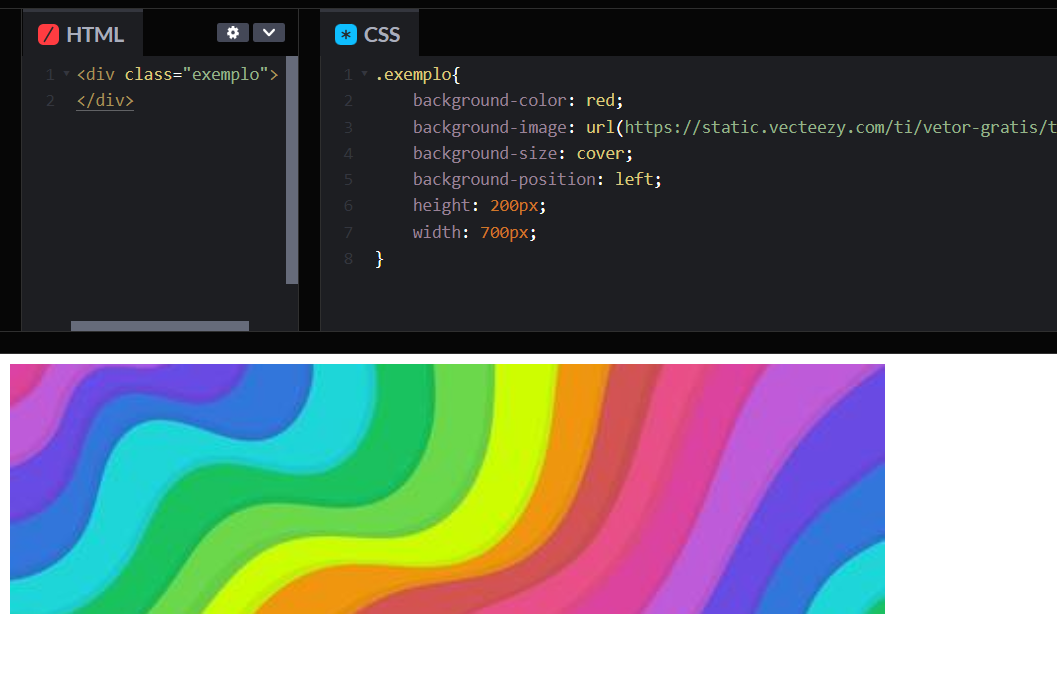 HTML
1 <div class="exemplo">
2 </div>
CSS
1 .exemplo{
2 background-color: red;
3 background-image: url(https://static.vecteezy.com/ti/vetor-gratis/t
4 background-size: cover;
5 background-position: left;
6 height: 200px;
7 width: 700px;
8 }